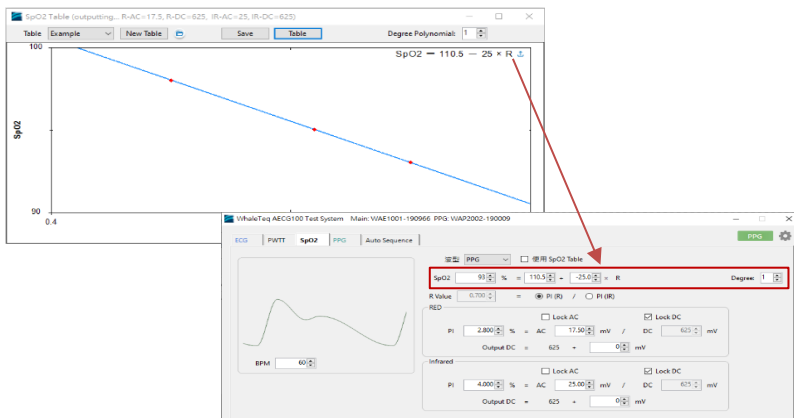 SpO2 Table (outputting... R-AC=17.5, R-DC=625, IR-AC=25, IR-DC=625)
Table Example New Table Save Table Degree Polynomial: 1
SpO2 = 110.5 - 25 × R
100
SpO2
90
0.4
WhaleTeq AECG100 Test System Main: WAE1001-190966 PPG: WAP2002-190009
ECG PWTT SpO2 PPG Auto Sequence PPG
波型 PPG 使用 SpO2 Table
SpO2 93 % = 110.5 + -25.0 × R Degree: 1
R Value 0.700 = PI (R) / PI (IR)
RED
Lock AC Lock DC
PI 2.800 % = AC 17.50 mV / DC 625 mV
Output DC = 625 + 0 mV
BPM 60
Infrared
Lock AC Lock DC
PI 4.000 % = AC 25.00 mV / DC 625 mV
Output DC = 625 + 0 mV